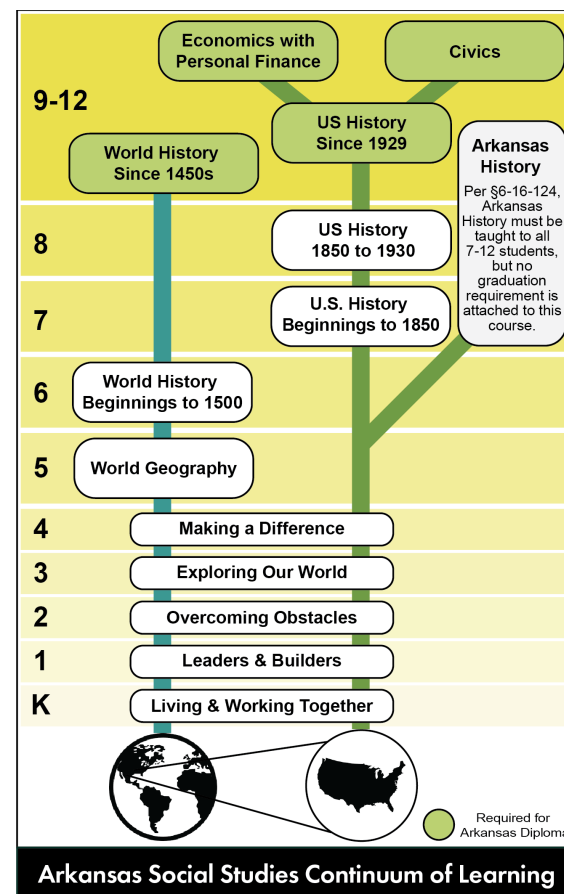 Economics with
Personal Finance
Civics
9-12
US History
Since 1929
World History
Since 1450s
Arkansas
History
Per §6-16-124,
Arkansas
History must be
taught to all
7-12 students,
but no
graduation
requirement is
attached to this
course.
8
US History
1850 to 1930
7
U.S. History
Beginnings to 1850
6
World History
Beginnings to 1500
5
World Geography
4
Making a Difference
3
Exploring Our World
2
Overcoming Obstacles
1
Leaders & Builders
K
Living & Working Together
Required for
Arkansas Diploma
Arkansas Social Studies Continuum of Learning